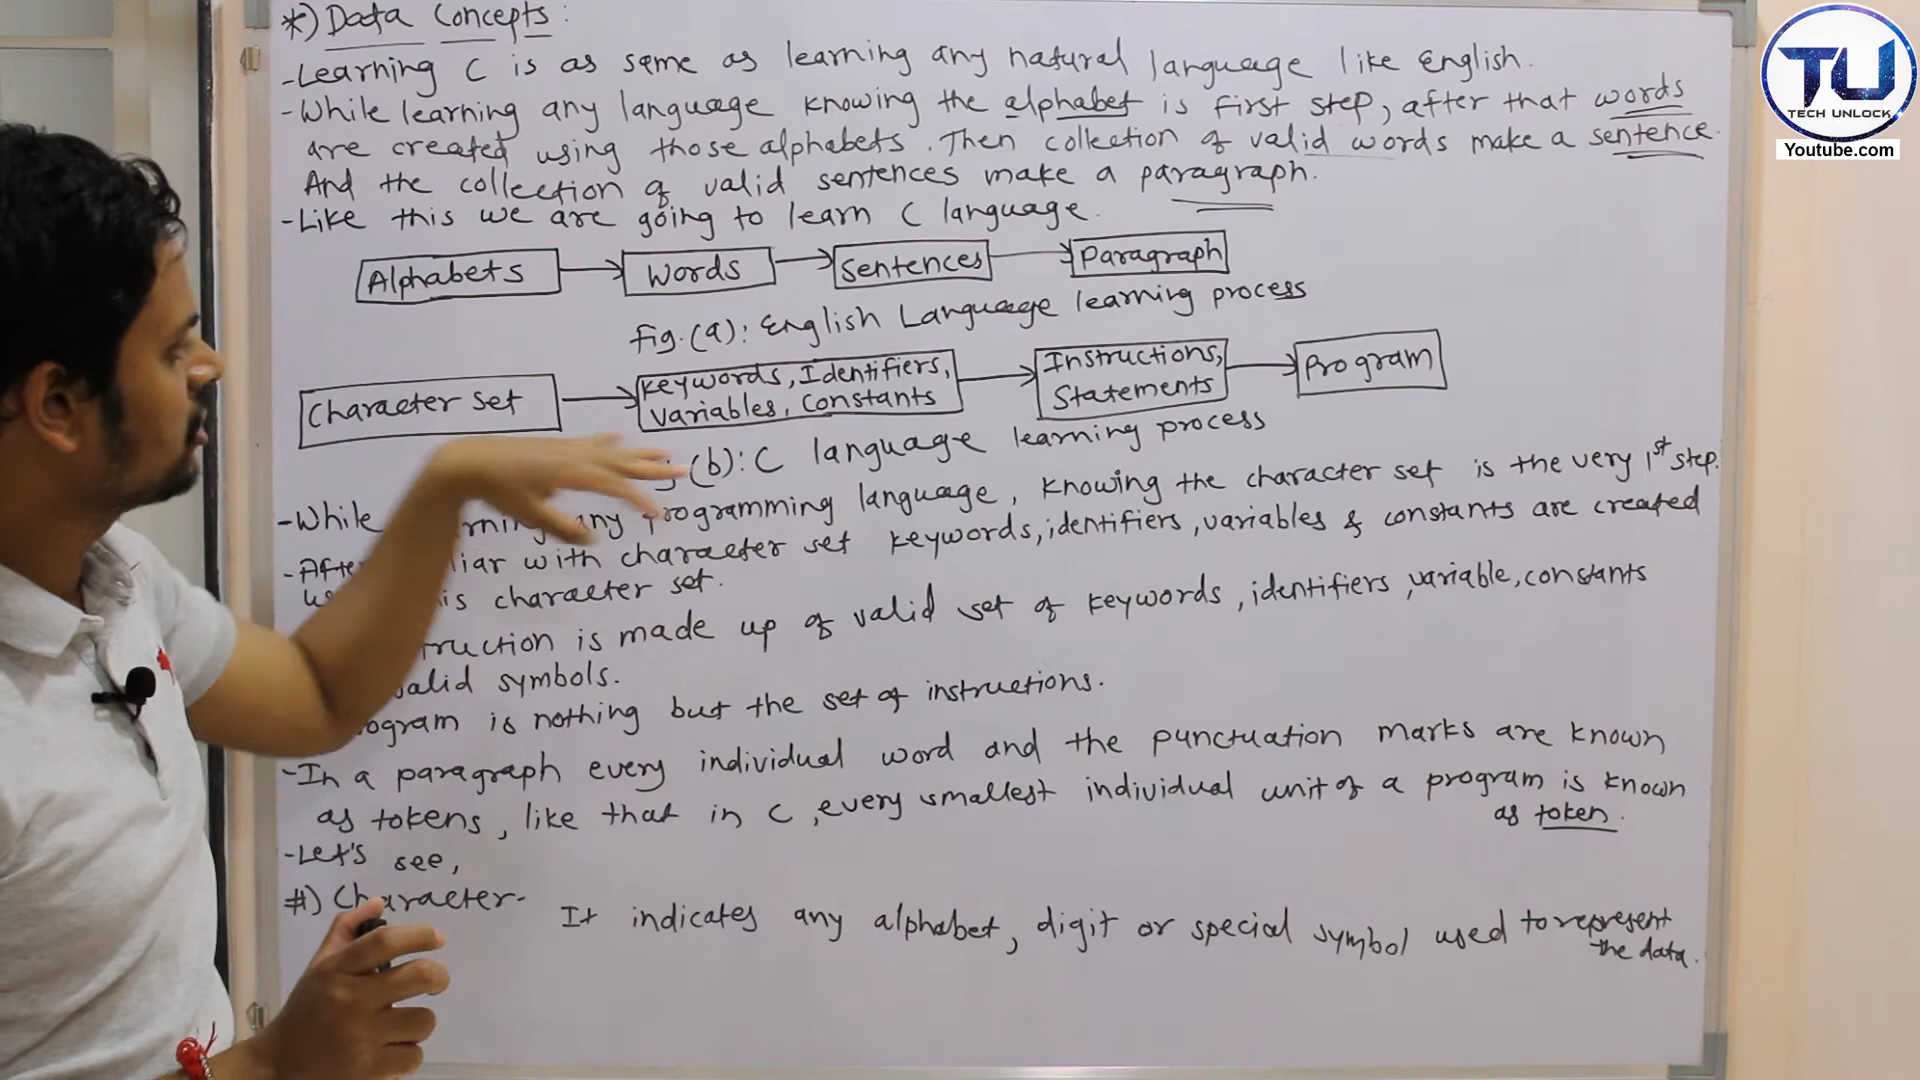 *) Data Concepts:
- Learning C is as same as learning any natural language like English.
- While learning any language knowing the alphabet is first step, after that words
are created using those alphabets. Then collection of valid words make a sentence.
And the collection of valid sentences make a paragraph.
- Like this we are going to learn C language.
Alphabets Words Sentences Paragraph
fig.(a): English Language learning process
Character set Keywords, Identifiers, Variables, Constants Instructions, Statements Program
(b): C language learning process
- While any programming language, knowing the character set is the very 1st step.
- with character set keywords, identifiers, variables & constants are created
character set.
is made up of valid set of keywords, identifiers, variable, constants
valid symbols.
is nothing but the set of instructions.
- In a paragraph every individual word and the punctuation marks are known
as tokens, like that in C, every smallest individual unit of a program is known
as token.
- Let's see,
#) Character-
It indicates any alphabet, digit or special symbol used to represent
the data.
TU
TECH UNLOCK
Youtube.com